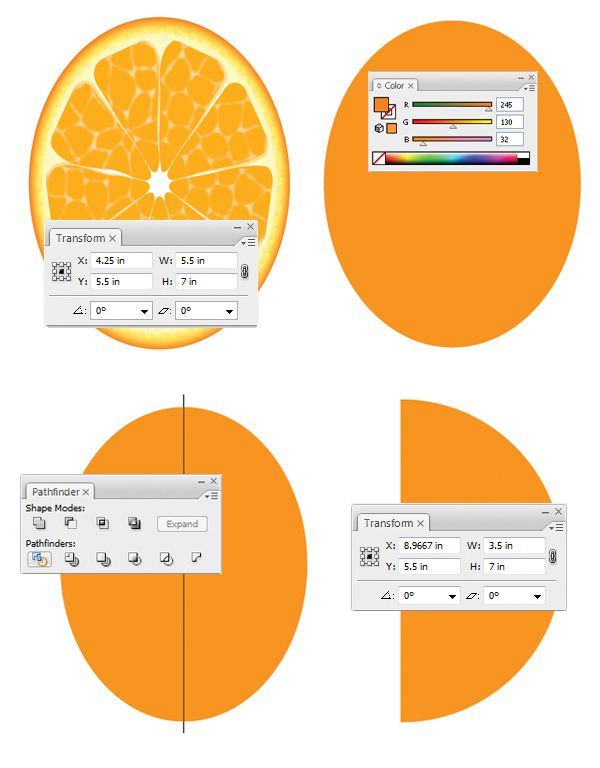 Color ×
R 245
G 130
B 32
Transform ×
X: 4.25 in W: 5.5 in
Y: 5.5 in H: 7 in
0° 0°
Pathfinder ×
Shape Modes:
Expand
Pathfinders:
Transform ×
X: 8.9667 in W: 3.5 in
Y: 5.5 in H: 7 in
0° 0°